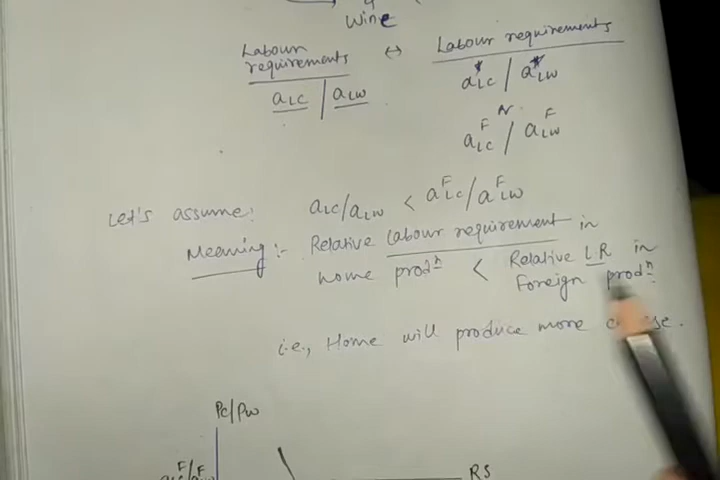 Wine
Labour requirements ↔ Labour requirements
aLC | aLW
a*LC / a*LW
or
aFLC / aFLW
Let's assume: aLC/aLW < aFLC/aFLW
Meaning:- Relative Labour requirement in
home prodn < Relative L.R in
Foreign prodn.
i.e., Home will produce more
Pc/Pw
RS